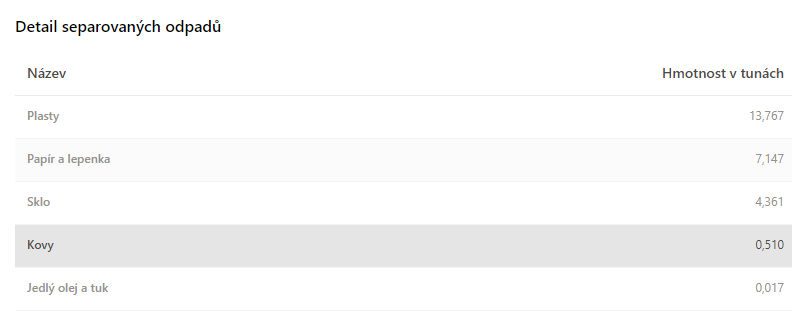 Detail separovaných odpadů
Název Hmotnost v tunách
Plasty 13,767
Papír a lepenka 7,147
Sklo 4,361
Kovy 0,510
Jedlý olej a tuk 0,017